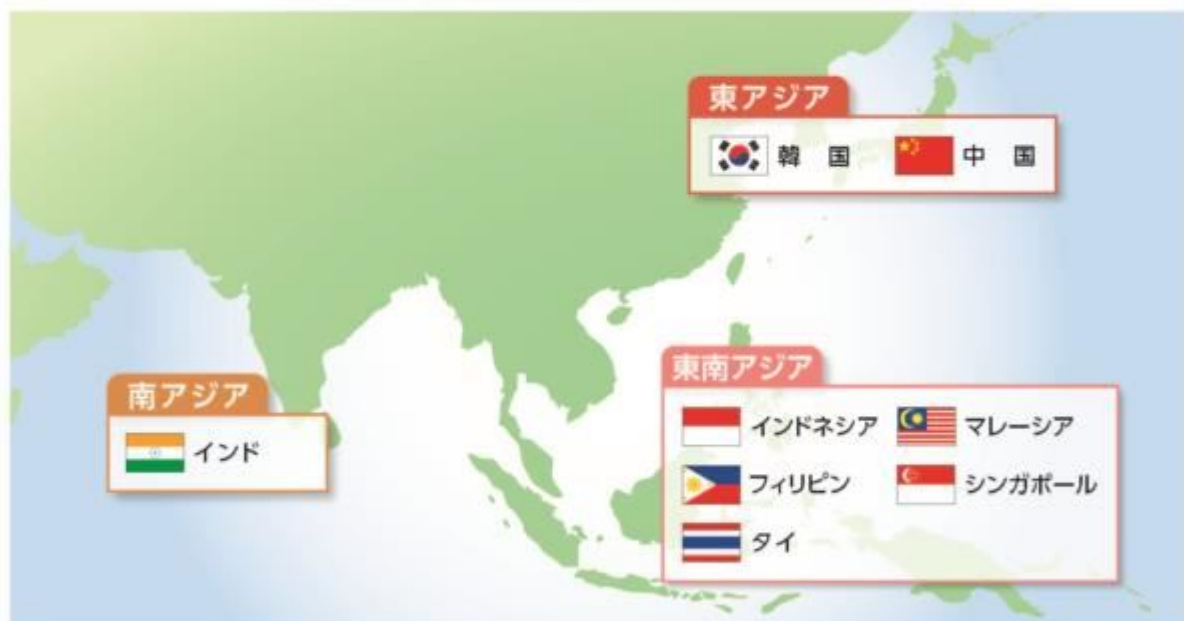 東アジア
韓　国　中　国
南アジア
インド
東南アジア
インドネシア　マレーシア
フィリピン　シンガポール
タイ